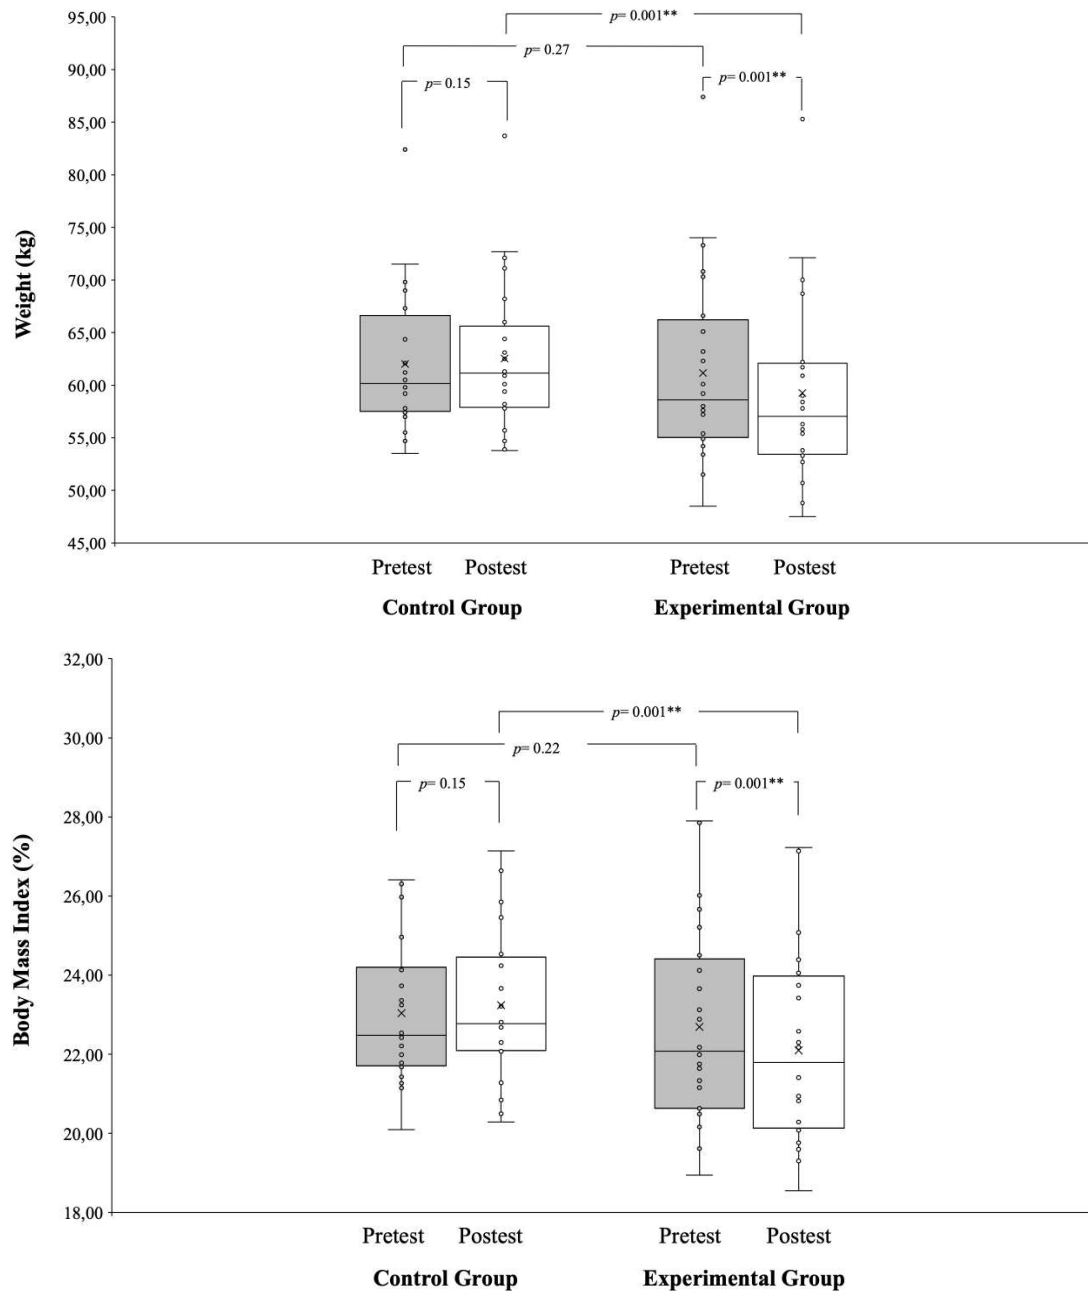 95,00
p= 0.001**
p= 0.27
90,00
p= 0.001**
p= 0.15
85,00
80,00
75,00
Weight (kg)
70,00
65,00
60,00
55,00
50,00
45,00
Pretest Postest Pretest Postest
Control Group Experimental Group
32,00
p= 0.001**
30,00
p= 0.22
p= 0.15 p= 0.001**
28,00
Body Mass Index (%)
26,00
24,00
22,00
20,00
18,00
Pretest Postest Pretest Postest
Control Group Experimental Group